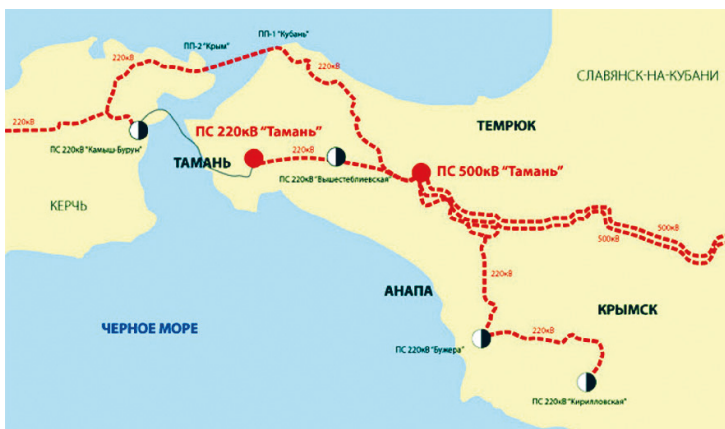 ПП-2 "Крым"
ПП-1 "Кубань"
220кВ
220кВ
220кВ
СЛАВЯНСК-НА-КУБАНИ
220кВ
ПС 220кВ "Тамань"
ТЕМРЮК
ПС 220кВ "Камыш-Бурун"
ТАМАНЬ
220кВ
ПС 500кВ "Тамань"
ПС 220кВ "Вышестеблиевская"
КЕРЧЬ
500кВ
500кВ
220кВ
АНАПА
КРЫМСК
ЧЕРНОЕ МОРЕ
220кВ
ПС 220кВ "Бужера"
ПС 220кВ "Кирилловская"